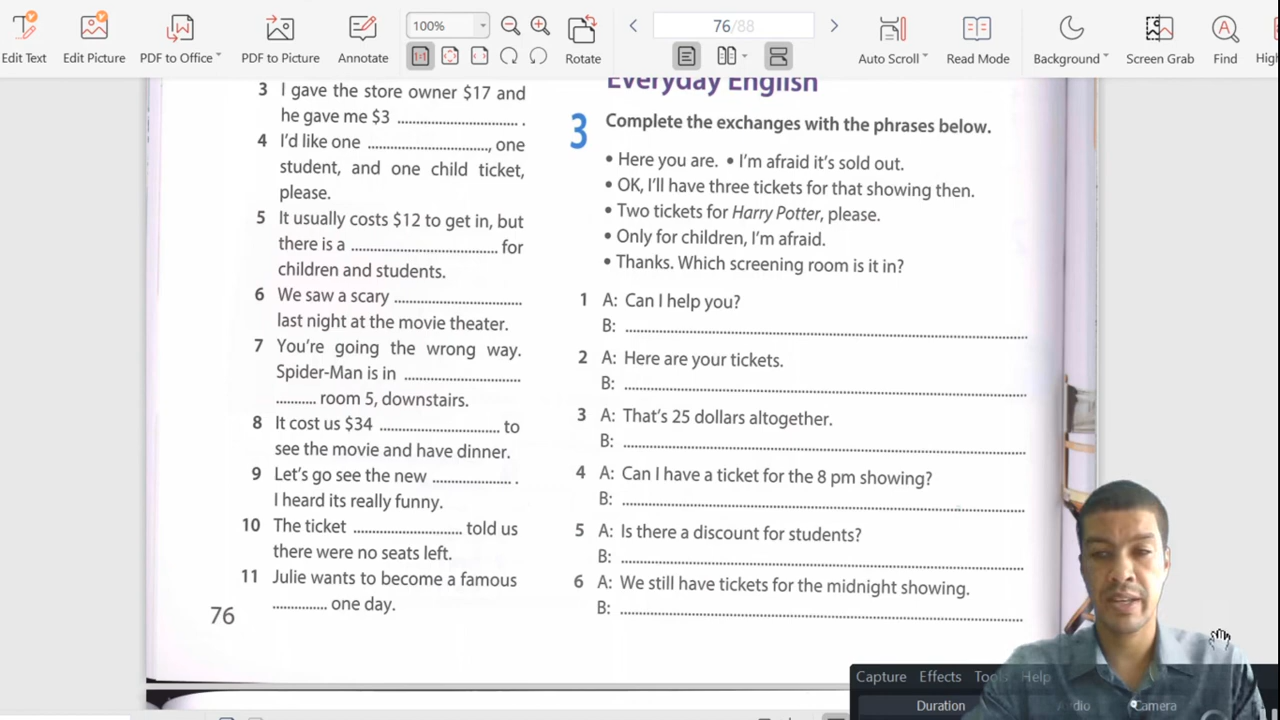 100%
76/88
Edit Text
Edit Picture
PDF to Office
PDF to Picture
Annotate
Rotate
Auto Scroll
Read Mode
Background
Screen Grab
Find
3 I gave the store owner $17 and
he gave me $3 .................... .
4 I'd like one ...................., one
student, and one child ticket,
please.
5 It usually costs $12 to get in, but
there is a .................... for
children and students.
6 We saw a scary ....................
last night at the movie theater.
7 You're going the wrong way.
Spider-Man is in ....................
.......... room 5, downstairs.
8 It cost us $34 .................... to
see the movie and have dinner.
9 Let's go see the new .................... .
I heard its really funny.
10 The ticket .................... told us
there were no seats left.
11 Julie wants to become a famous
............. one day.
76
Everyday English
3 Complete the exchanges with the phrases below.
• Here you are. • I'm afraid it's sold out.
• OK, I'll have three tickets for that showing then.
• Two tickets for Harry Potter, please.
• Only for children, I'm afraid.
• Thanks. Which screening room is it in?
1 A: Can I help you?
B: ....................
2 A: Here are your tickets.
B: ....................
3 A: That's 25 dollars altogether.
B: ....................
4 A: Can I have a ticket for the 8 pm showing?
B: ....................
5 A: Is there a discount for students?
B: ....................
6 A: We still have tickets for the midnight showing.
B: ....................
Capture Effects Tools Help
Duration Audio Camera